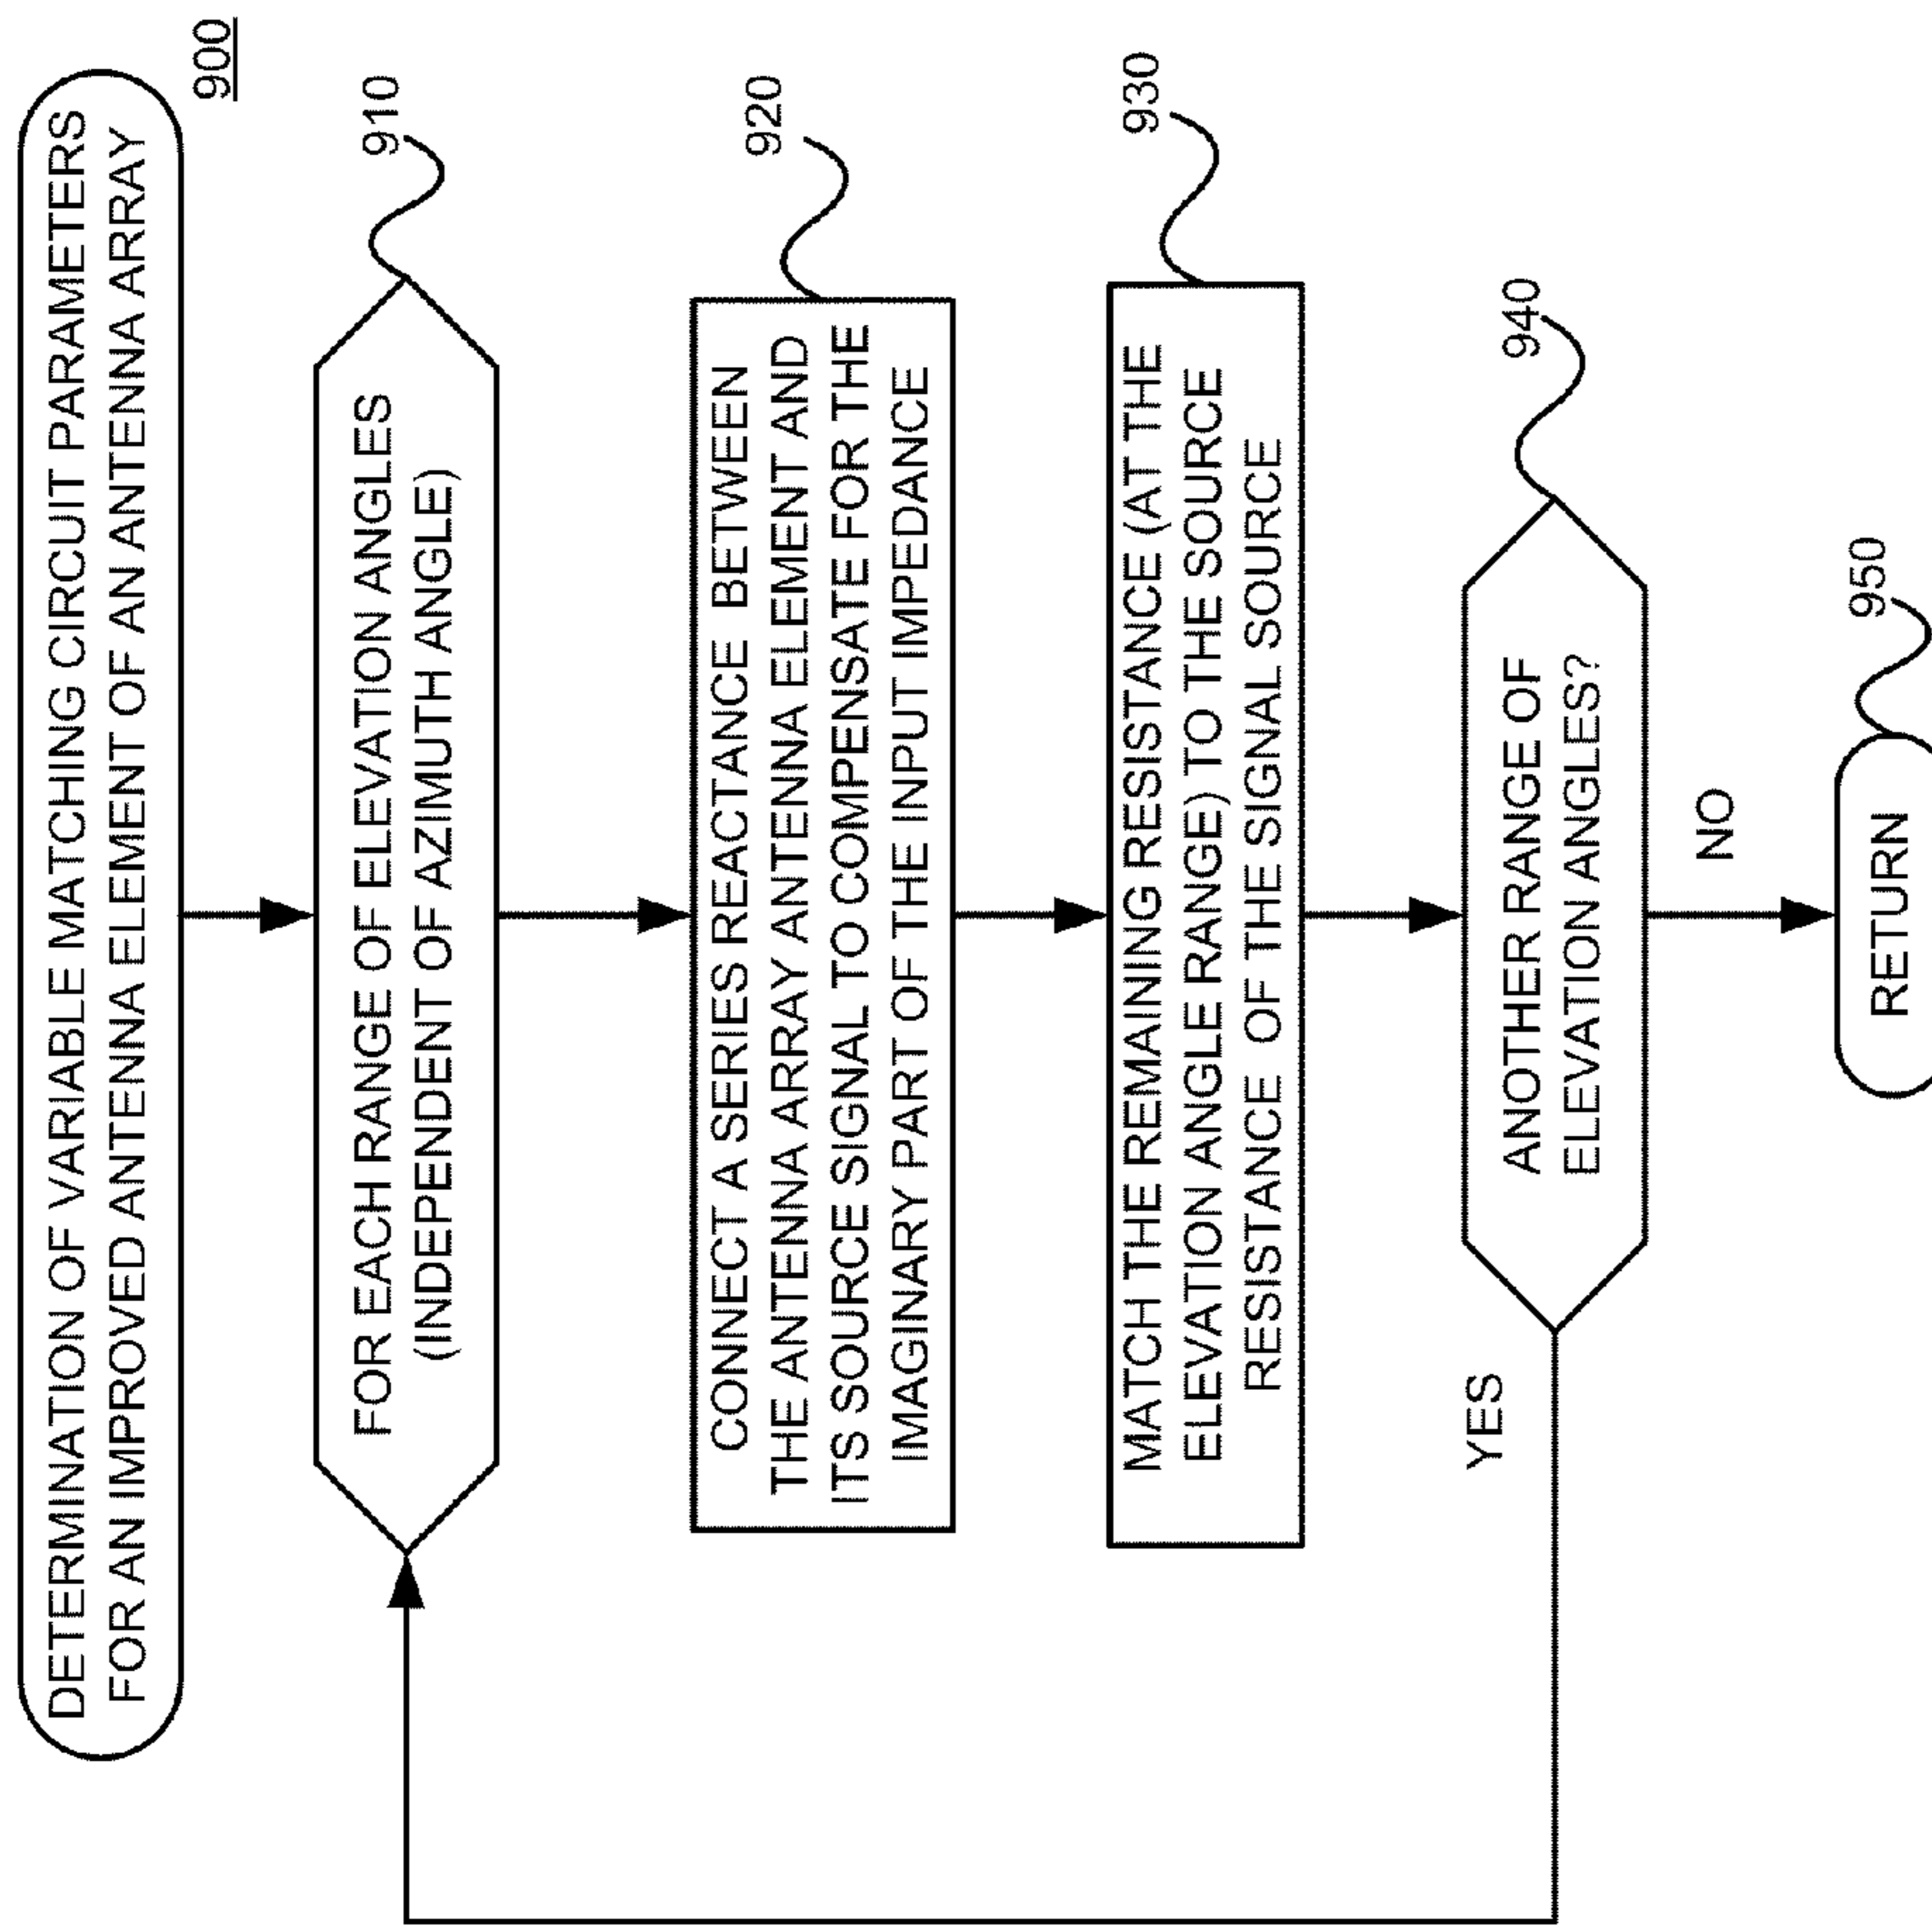 DETERMINATION OF VARIABLE MATCHING CIRCUIT PARAMETERS
FOR AN IMPROVED ANTENNA ELEMENT OF AN ANTENNA ARRAY
900
FOR EACH RANGE OF ELEVATION ANGLES
(INDEPENDENT OF AZIMUTH ANGLE)
910
CONNECT A SERIES REACTANCE BETWEEN
THE ANTENNA ARRAY ANTENNA ELEMENT AND
ITS SOURCE SIGNAL TO COMPENSATE FOR THE
IMAGINARY PART OF THE INPUT IMPEDANCE
920
MATCH THE REMAINING RESISTANCE (AT THE
ELEVATION ANGLE RANGE) TO THE SOURCE
RESISTANCE OF THE SIGNAL SOURCE
930
YES
ANOTHER RANGE OF
ELEVATION ANGLES?
940
NO
RETURN
950